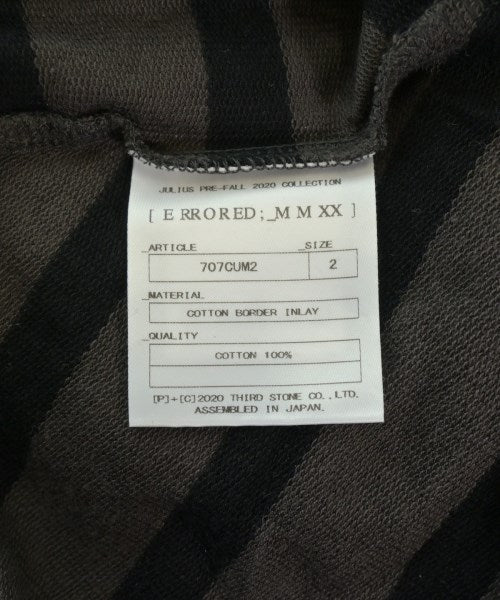 JULIUS PRE-FALL 2020 COLLECTION
[ E RRORED; _M M XX ]
_ARTICLE _SIZE
707CUM2 2
_MATERIAL
COTTON BORDER INLAY
_QUALITY
COTTON 100%
[P]+[C]2020 THIRD STONE CO.,LTD.
ASSEMBLED IN JAPAN.